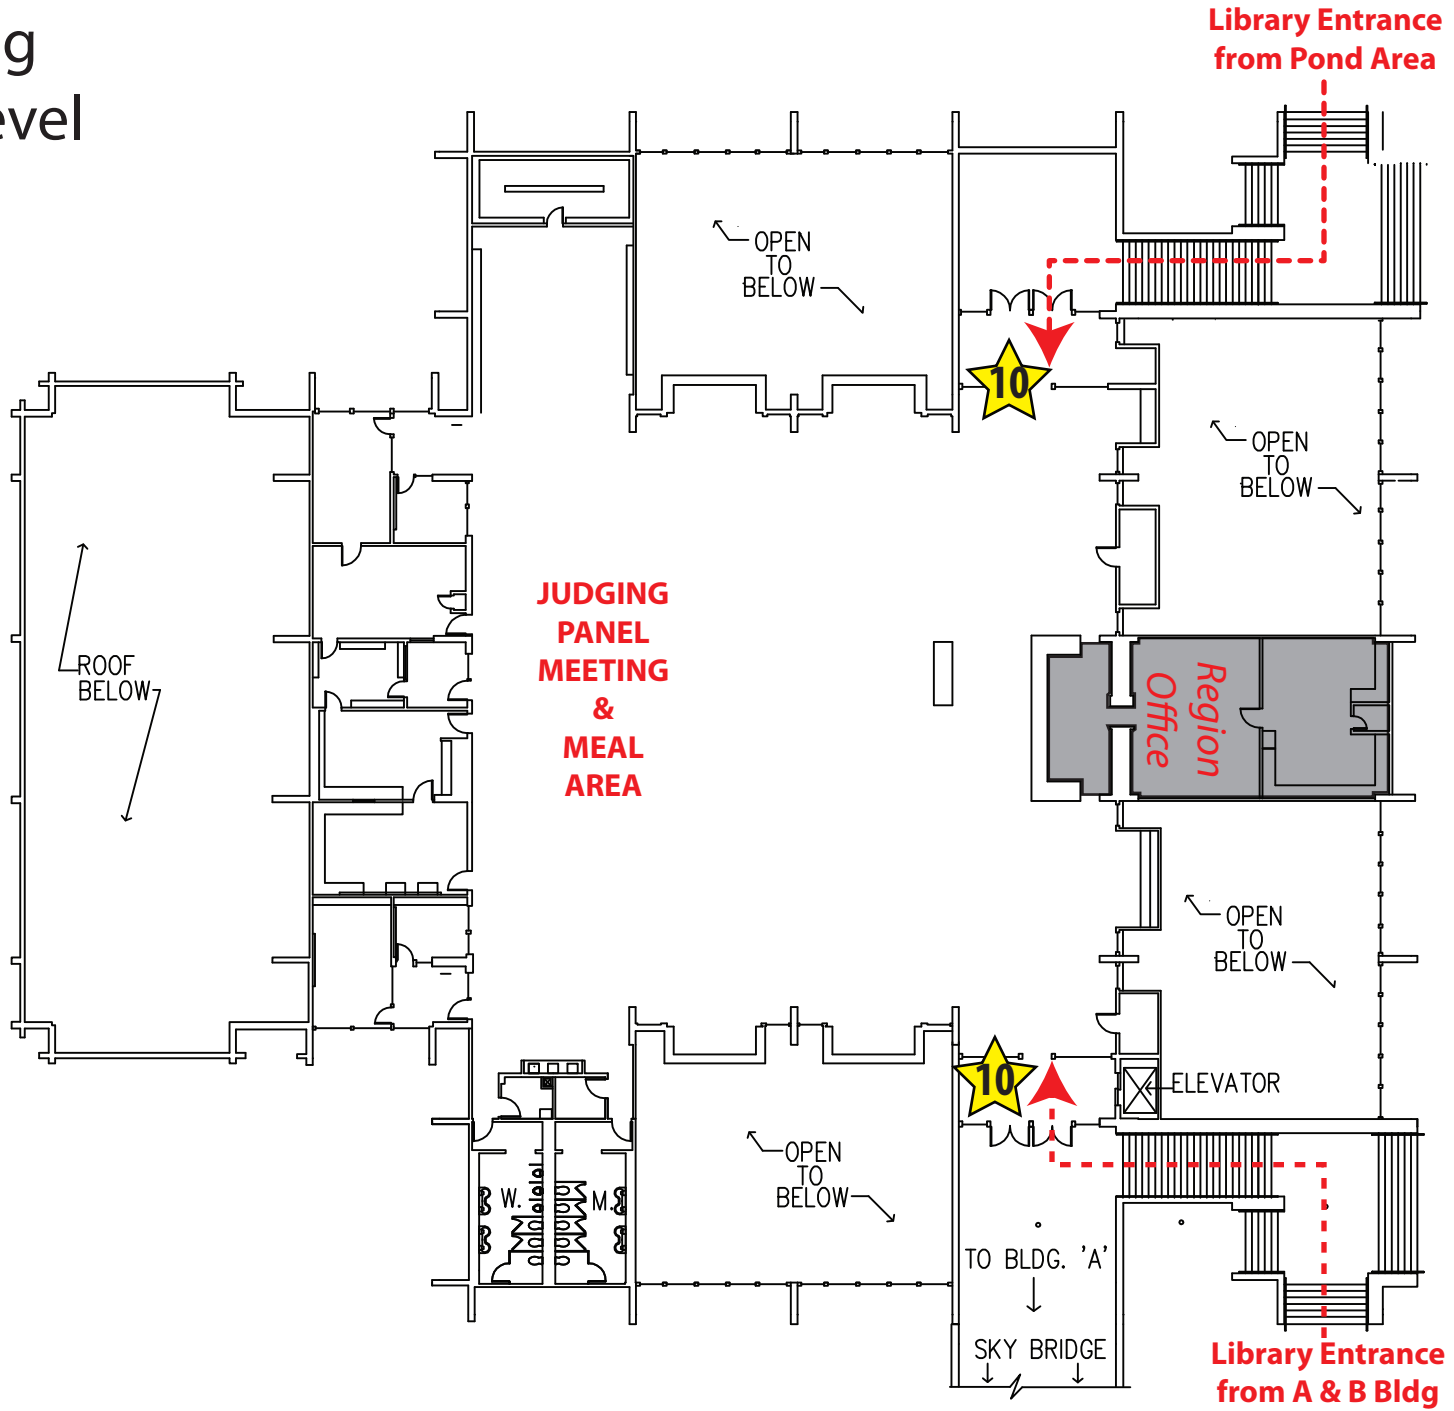 g
evel
Library Entrance
from Pond Area
OPEN
TO
BELOW
10
OPEN
TO
BELOW
JUDGING
PANEL
MEETING
&
MEAL
AREA
ROOF
BELOW
Region
Office
OPEN
TO
BELOW
10
ELEVATOR
OPEN
TO
BELOW
W.
M.
TO BLDG. 'A'
SKY BRIDGE
Library Entrance
from A & B Bldg